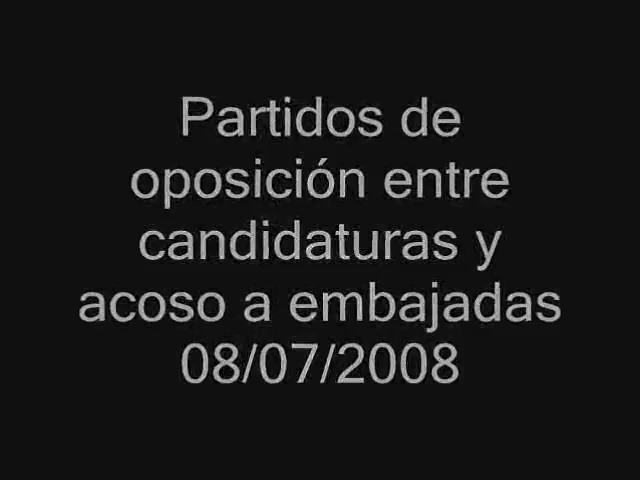 Partidos de
oposición entre
candidaturas y
acoso a embajadas
08/07/2008